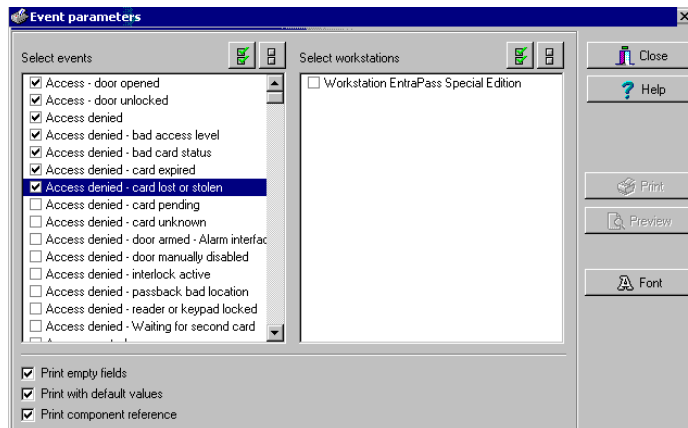 Event parameters
Select events
Select workstations
Access - door opened
Access - door unlocked
Access denied
Access denied - bad access level
Access denied - bad card status
Access denied - card expired
Access denied - card lost or stolen
Access denied - card pending
Access denied - card unknown
Access denied - door armed - Alarm interfac
Access denied - door manually disabled
Access denied - interlock active
Access denied - passback bad location
Access denied - reader or keypad locked
Access denied - Waiting for second card
Workstation EntraPass Special Edition
Close
Help
Print
Preview
Font
Print empty fields
Print with default values
Print component reference